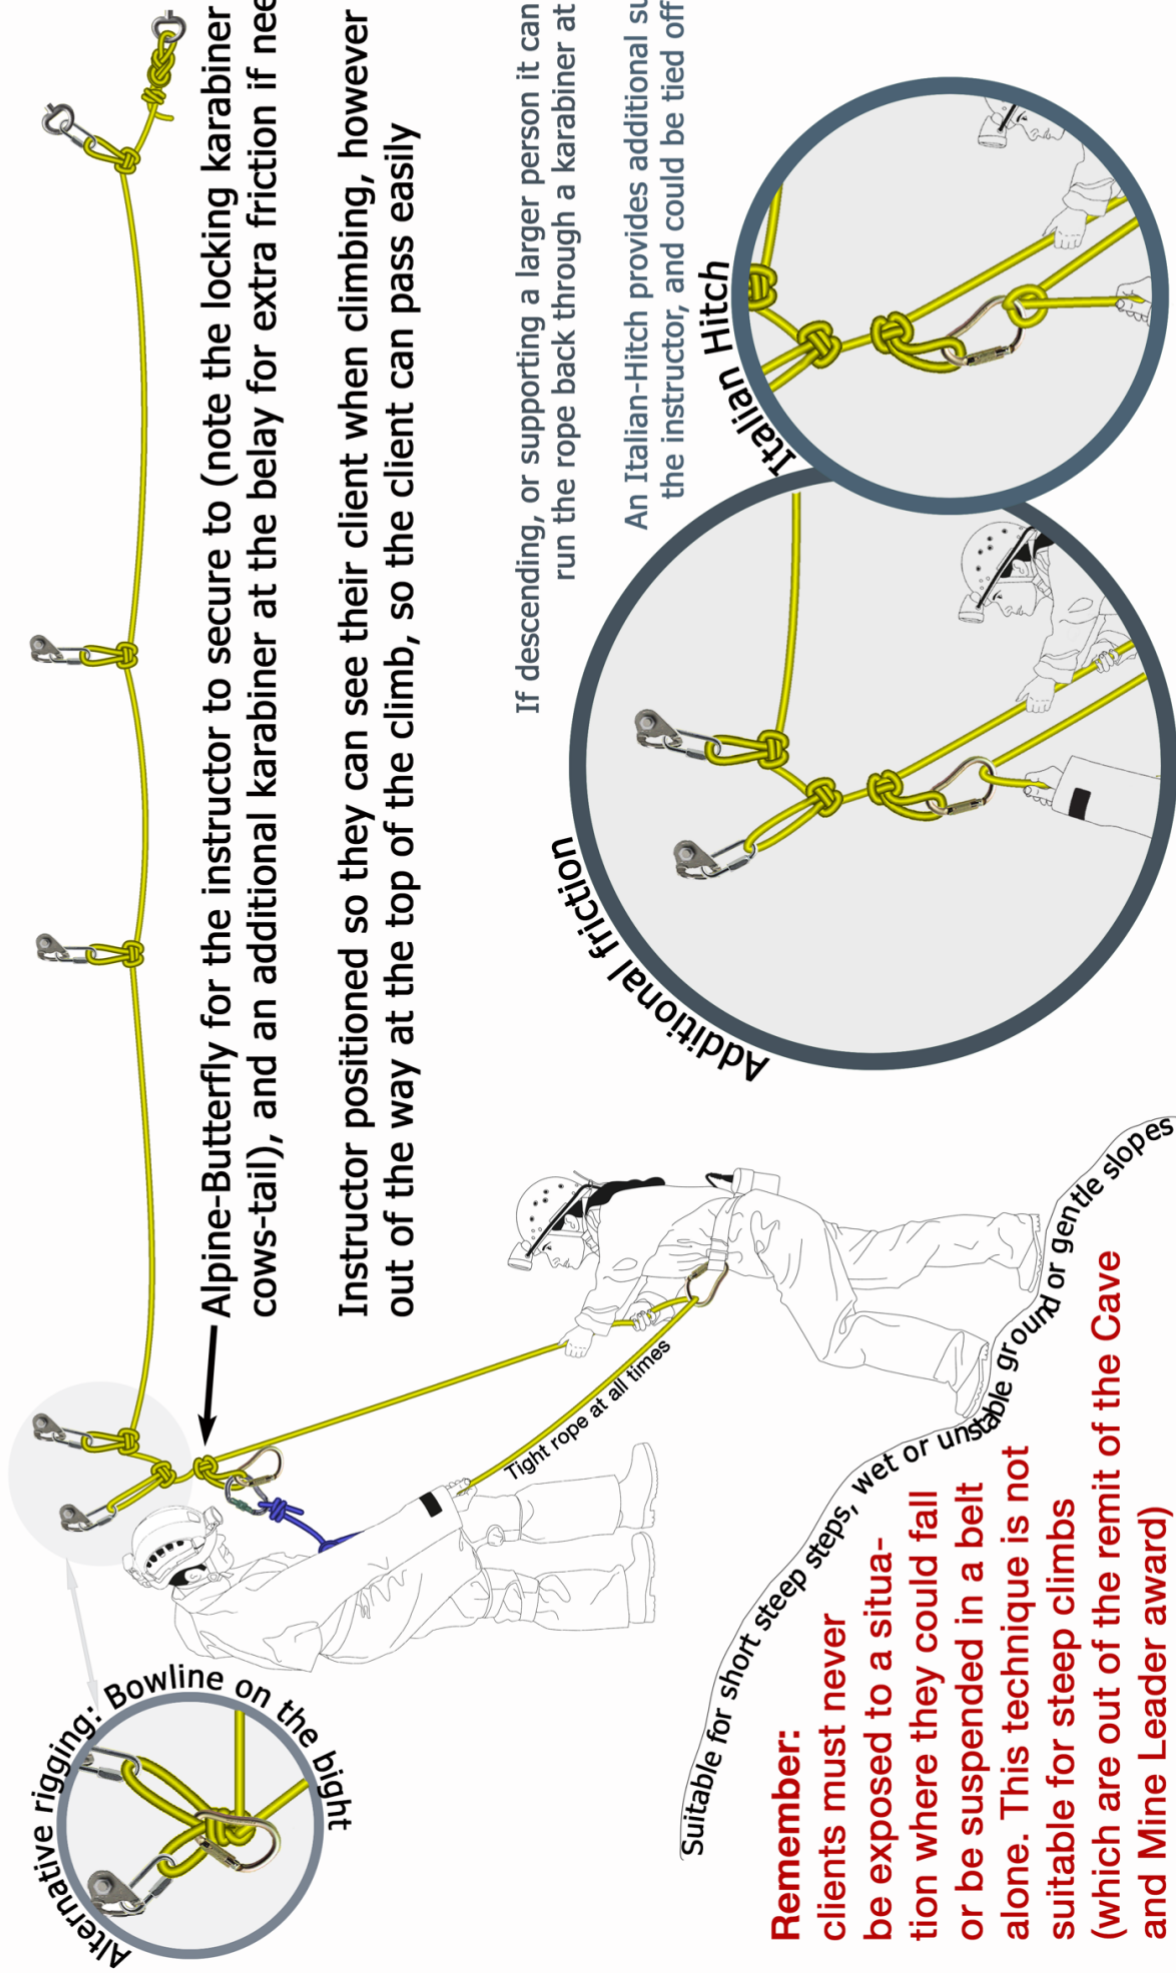 Alternative rigging: Bowline on the bight
Alpine-Butterfly for the instructor to secure to (note the locking karabiner
cows-tail), and an additional karabiner at the belay for extra friction if
Instructor positioned so they can see their client when climbing, however
out of the way at the top of the climb, so the client can pass easily
If descending, or supporting a larger person it can
run the rope back through a karabiner at
An Italian-Hitch provides additional
the instructor, and could be tied off
Additional friction
Italian Hitch
Tight rope at all times
Suitable for short steep steps, wet or unstable ground or gentle slopes
Remember:
clients must never
be exposed to a situa-
tion where they could fall
or be suspended in a belt
alone. This technique is not
suitable for steep climbs
(which are out of the remit of the Cave
and Mine Leader award)